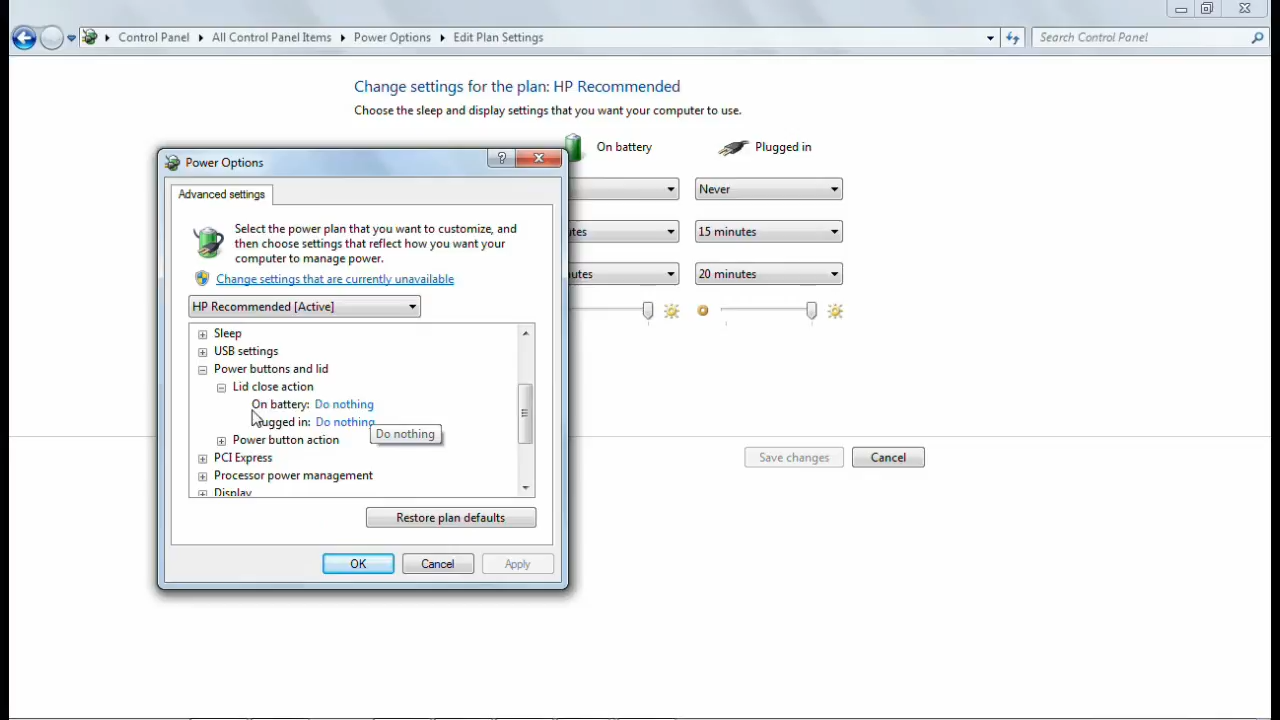 Control Panel All Control Panel Items Power Options Edit Plan Settings Search Control Panel
Change settings for the plan: HP Recommended
Choose the sleep and display settings that you want your computer to use.
On battery Plugged in
Never
15 minutes
20 minutes
Power Options
?
Advanced settings
Select the power plan that you want to customize, and
then choose settings that reflect how you want your
computer to manage power.
Change settings that are currently unavailable
HP Recommended [Active]
Sleep
USB settings
Power buttons and lid
Lid close action
On battery: Do nothing
Plugged in: Do nothing
Do nothing
Power button action
PCI Express
Processor power management
Display
Restore plan defaults
OK Cancel Apply
Save changes Cancel